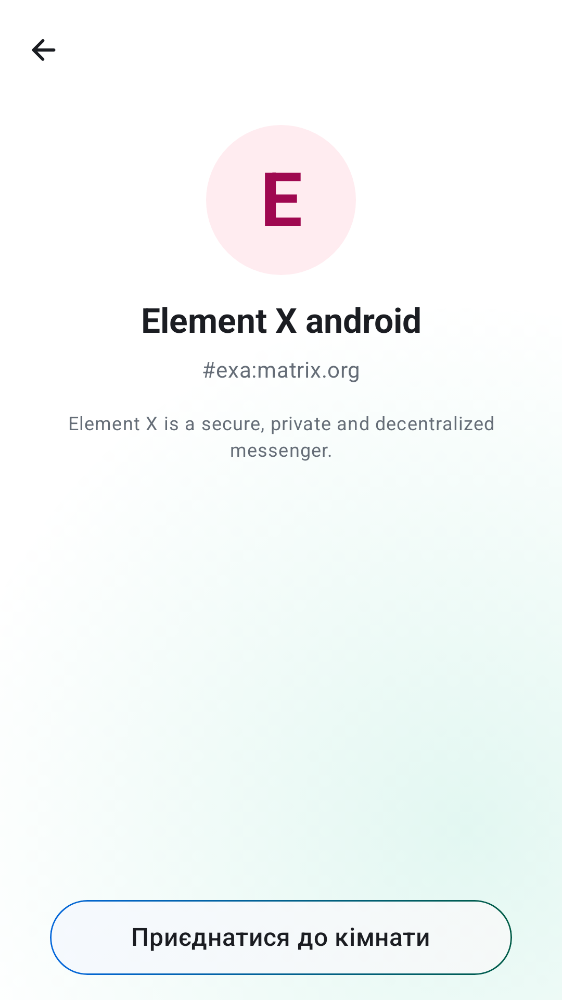 E
Element X android
#exa:matrix.org
Element X is a secure, private and decentralized
messenger.
Приєднатися до кімнати